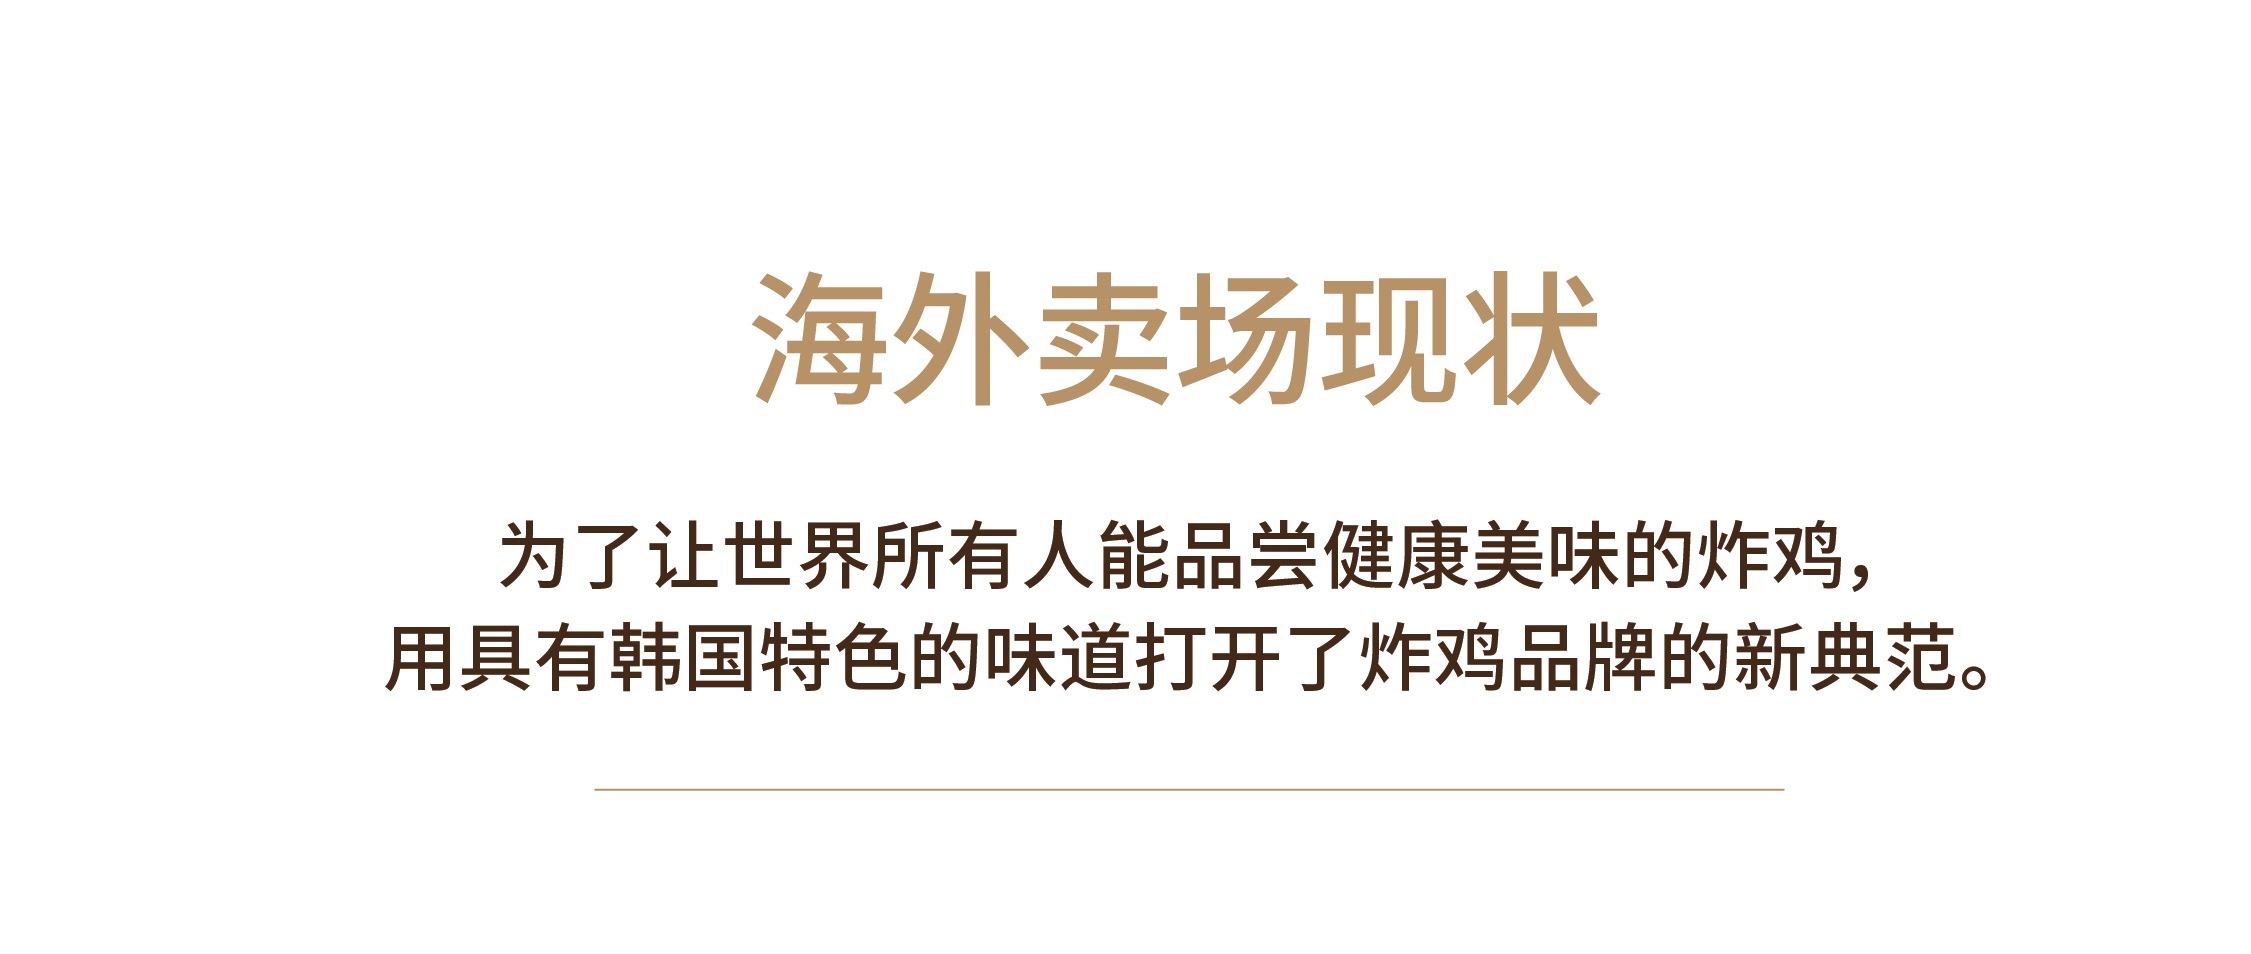 海外卖场现状
为了让世界所有人能品尝健康美味的炸鸡，
用具有韩国特色的味道打开了炸鸡品牌的新典范。